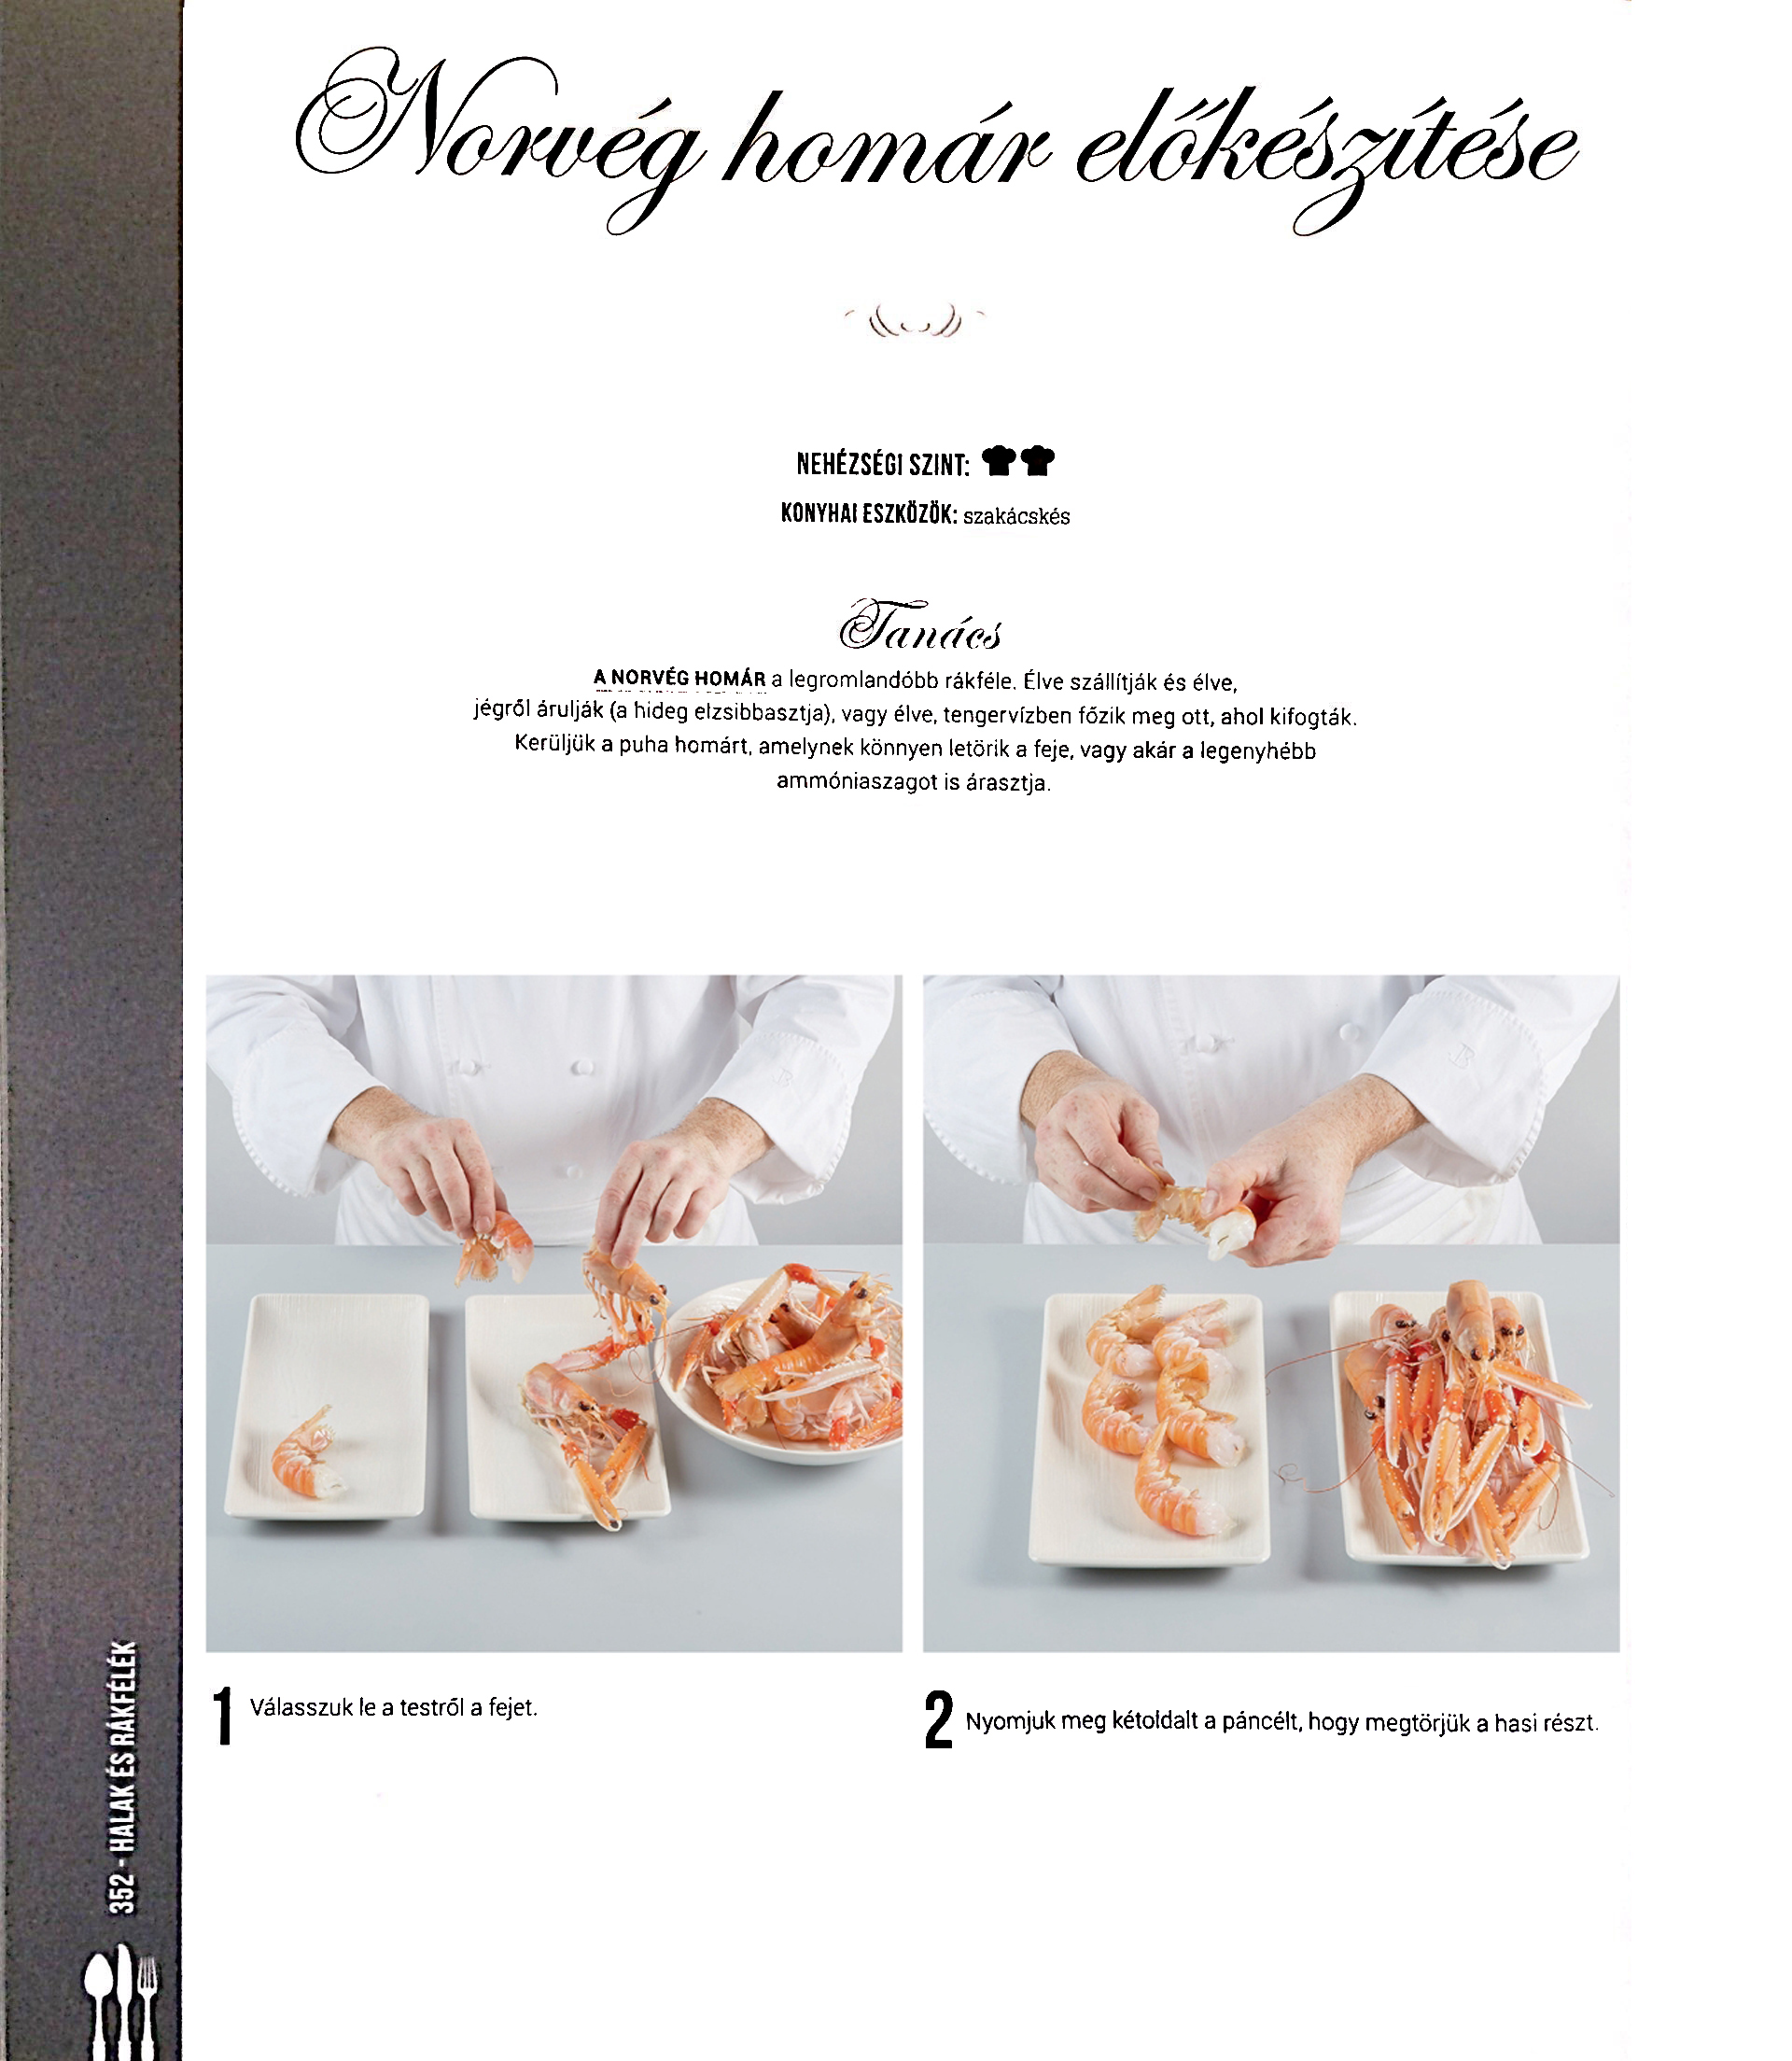 Norvég homár előkészítése
NEHÉZSÉGI SZINT:
KONYHAI ESZKÖZÖK: szakácskés
Tanács
A NORVÉG HOMÁR a legromlandóbb rákféle. Élve szállítják és élve,
jégről árulják (a hideg elzsibbasztja), vagy élve, tengervízben főzik meg ott, ahol kifogták.
Kerüljük a puha homárt, amelynek könnyen letörik a feje, vagy akár a legenyhébb
ammóniaszagot is árasztja.
1 Válasszuk le a testről a fejet.
2 Nyomjuk meg kétoldalt a páncélt, hogy megtörjük a hasi részt.
352 - HALAK ÉS RÁKFÉLÉK